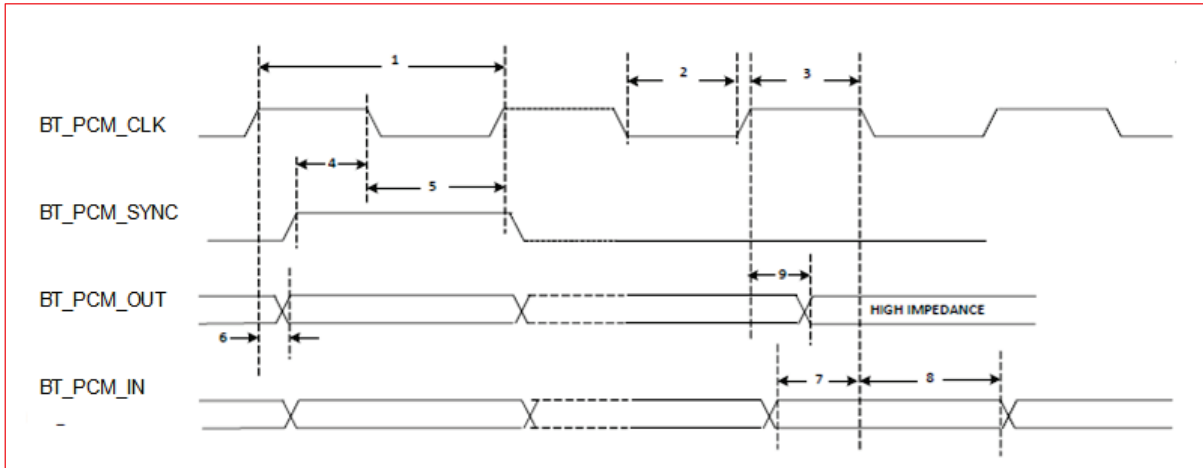 1
2
3
BT_PCM_CLK
4
5
BT_PCM_SYNC
BT_PCM_OUT
9
HIGH IMPEDANCE
6
BT_PCM_IN
7
8